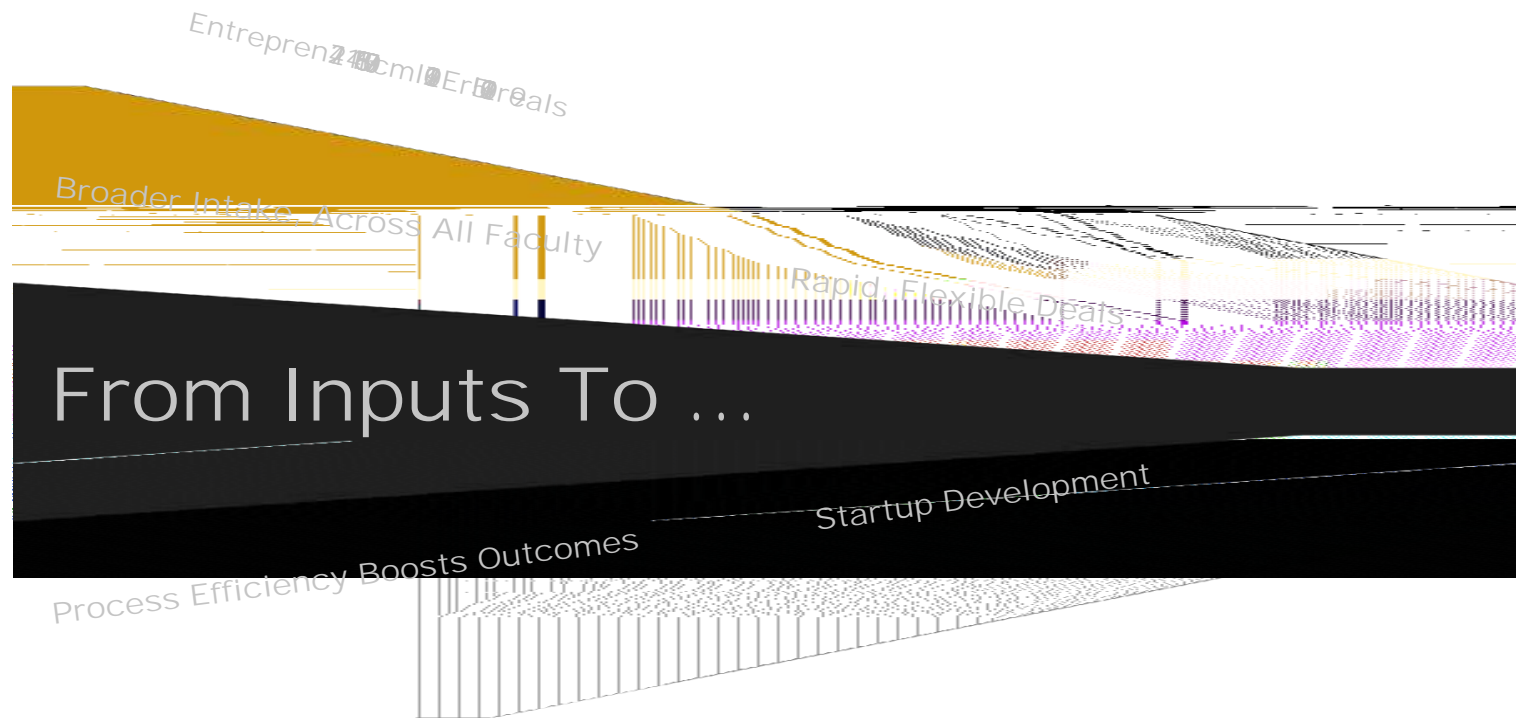 Broader Intake, Across All Faculty
Rapid, Flexible Deals
From Inputs To ...
Startup Development
Process Efficiency Boosts Outcomes